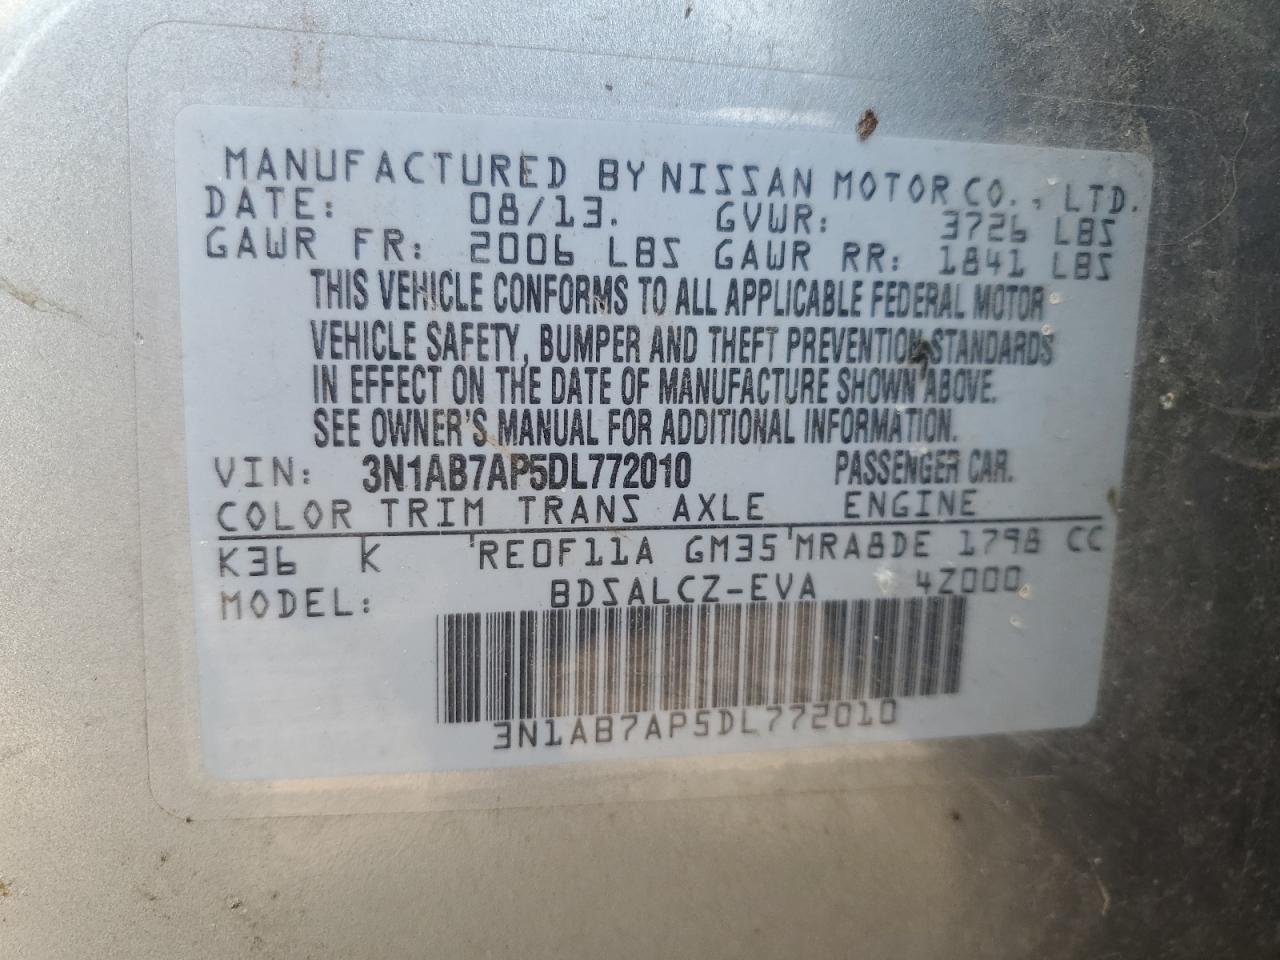 MANUFACTURED BY NISSAN MOTOR CO., LTD.
DATE: 08/13. GVWR: 3726 LBS
GAWR FR: 2006 LBS GAWR RR: 1841 LBS
THIS VEHICLE CONFORMS TO ALL APPLICABLE FEDERAL MOTOR
VEHICLE SAFETY, BUMPER AND THEFT PREVENTION STANDARDS
IN EFFECT ON THE DATE OF MANUFACTURE SHOWN ABOVE.
SEE OWNER'S MANUAL FOR ADDITIONAL INFORMATION.
VIN: 3N1AB7AP5DL772010 PASSENGER CAR.
COLOR TRIM TRANS AXLE ENGINE
K36 K RE0F11A GM35 MRA8DE 1798 CC
MODEL: BDSALCZ-EVA 4Z000
3N1AB7AP5DL772010